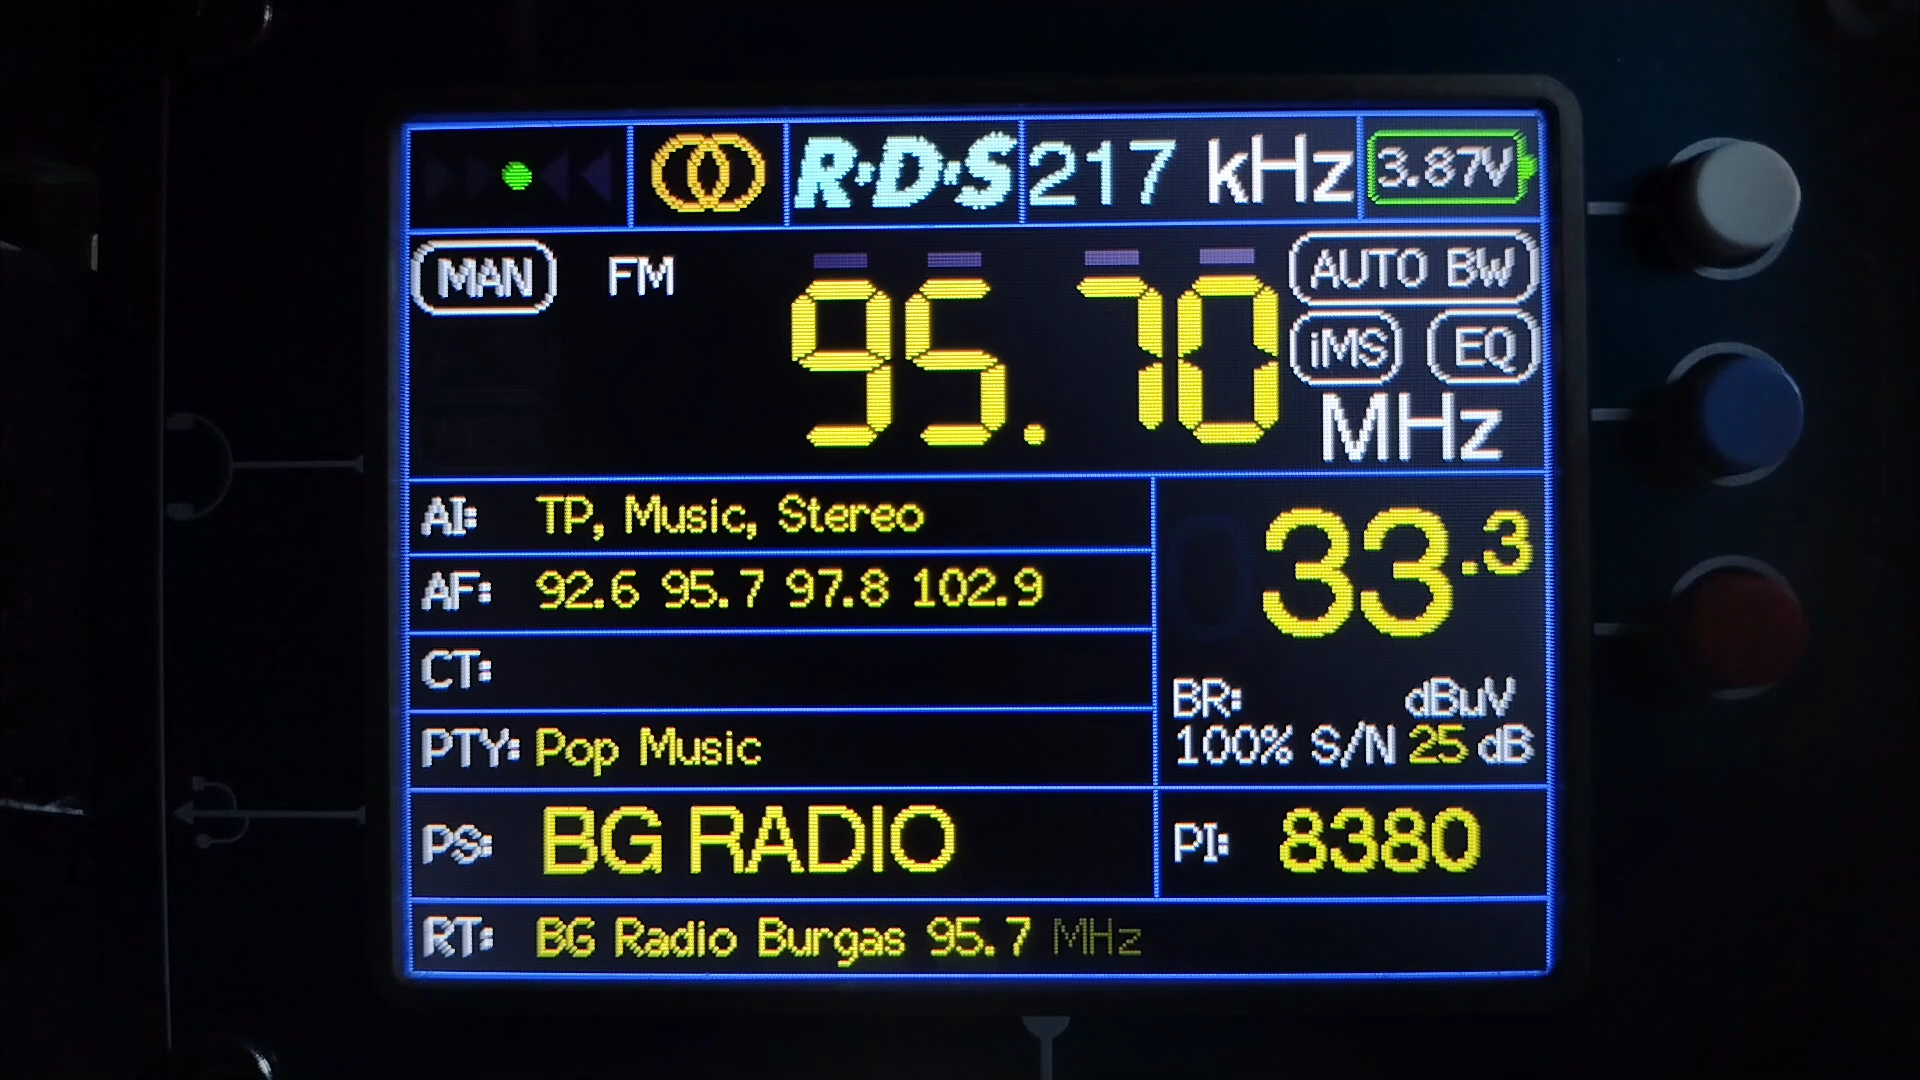 R·D·S 217 kHz 3.87V
MAN FM 95.70 AUTO BW
iMS EQ
MHz
AI: TP, Music, Stereo
33.3
AF: 92.6 95.7 97.8 102.9
CT:
BR: dBuV
PTY: Pop Music
100% S/N 25 dB
PS: BG RADIO
PI: 8380
RT: BG Radio Burgas 95.7 MHz